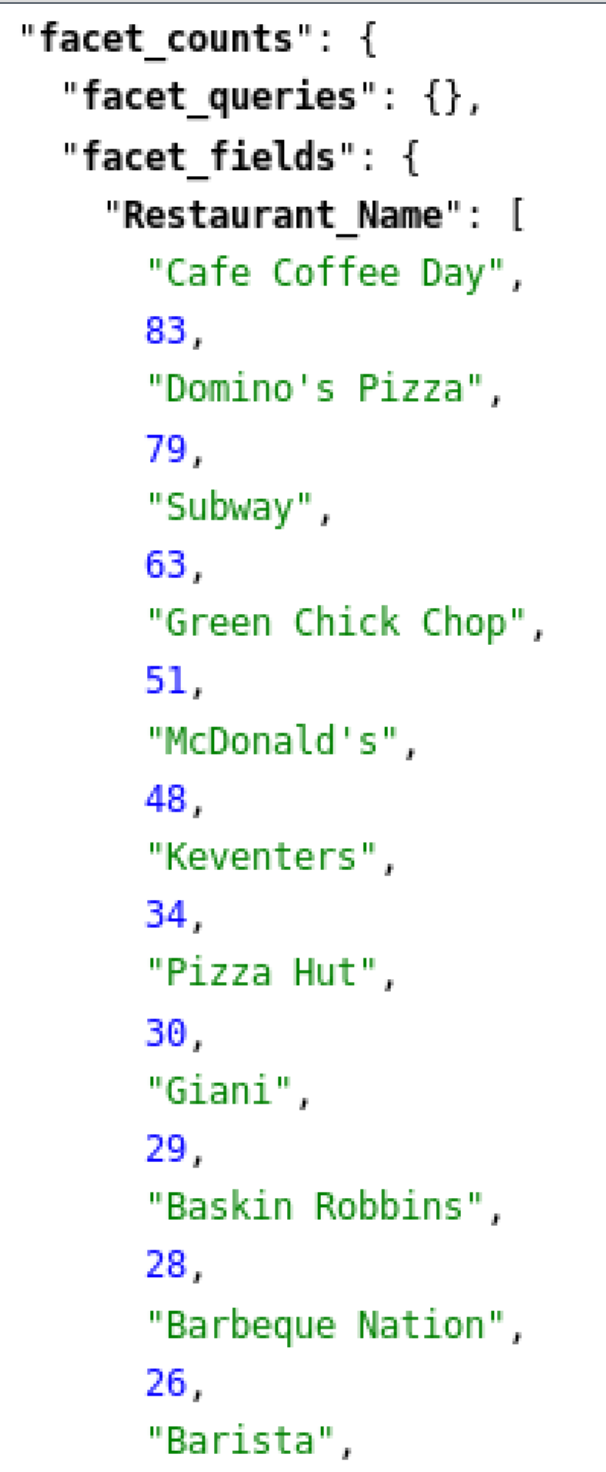 "facet_counts": {
"facet_queries": {},
"facet_fields": {
"Restaurant_Name": [
"Cafe Coffee Day",
83,
"Domino's Pizza",
79,
"Subway",
63,
"Green Chick Chop",
51,
"McDonald's",
48,
"Keventers",
34,
"Pizza Hut",
30,
"Giani",
29,
"Baskin Robbins",
28,
"Barbeque Nation",
26,
"Barista",